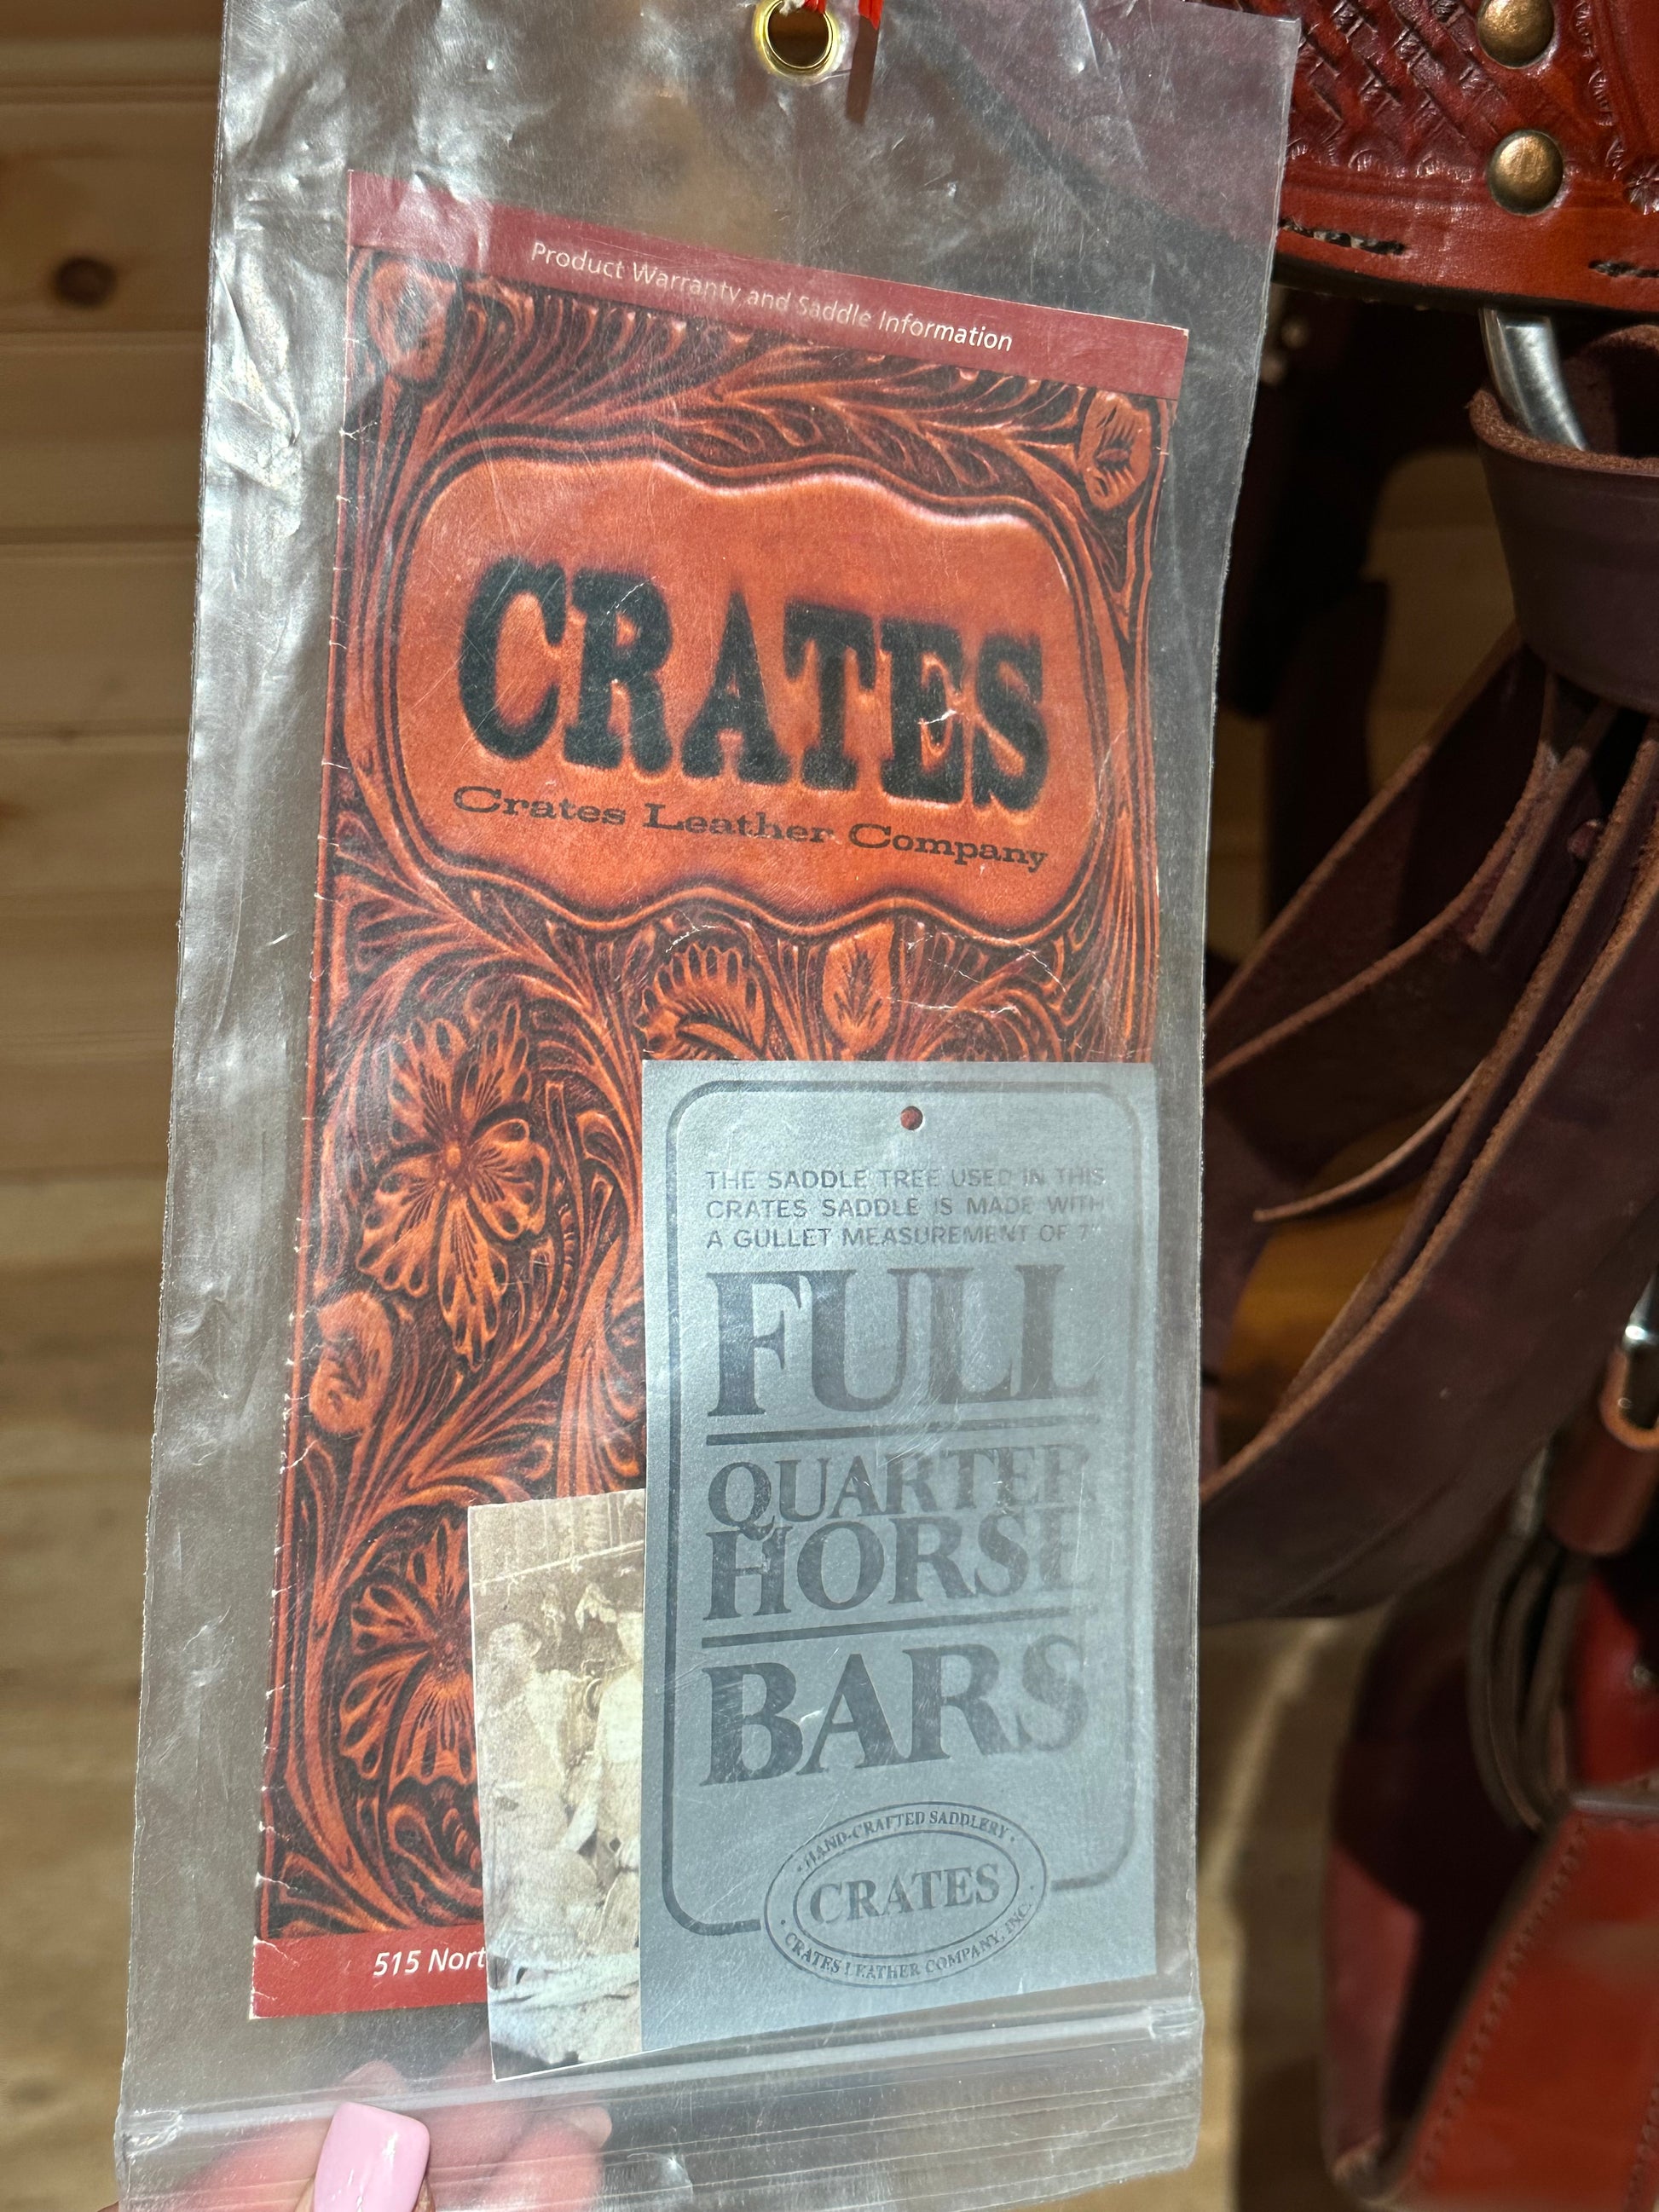 Product Warranty and Saddle Information
CRATES
Crates Leather Company
THE SADDLE TREE USED IN THIS
CRATES SADDLE IS MADE WITH
A GULLET MEASUREMENT OF 7"
FULL
QUARTER
HORSE
BARS
HAND-CRAFTED SADDLERY
CRATES
CRATES LEATHER COMPANY, INC.
515